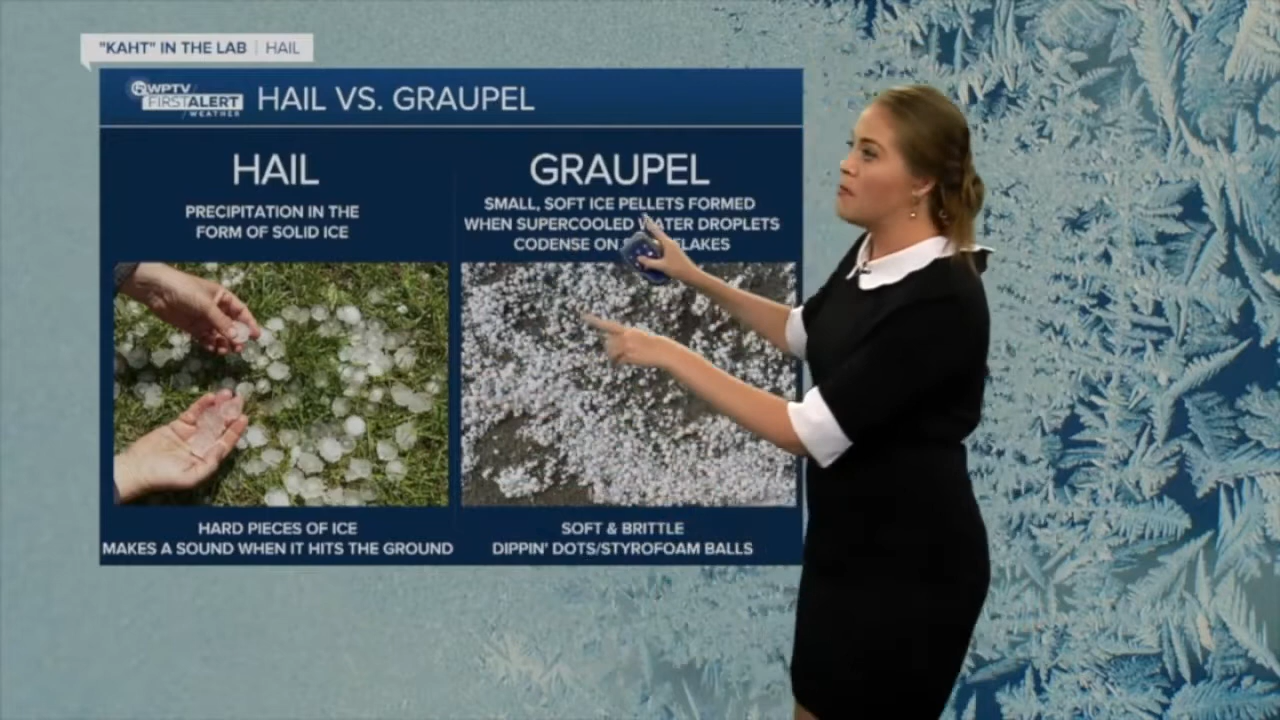 "KAHT" IN THE LAB | HAIL
5 WPTV
FIRST ALERT
WEATHER
HAIL VS. GRAUPEL
HAIL
PRECIPITATION IN THE
FORM OF SOLID ICE
HARD PIECES OF ICE
MAKES A SOUND WHEN IT HITS THE GROUND
GRAUPEL
SMALL, SOFT ICE PELLETS FORMED
WHEN SUPERCOOLED WATER DROPLETS
CODENSE ON
SOFT & BRITTLE
DIPPIN' DOTS/STYROFOAM BALLS